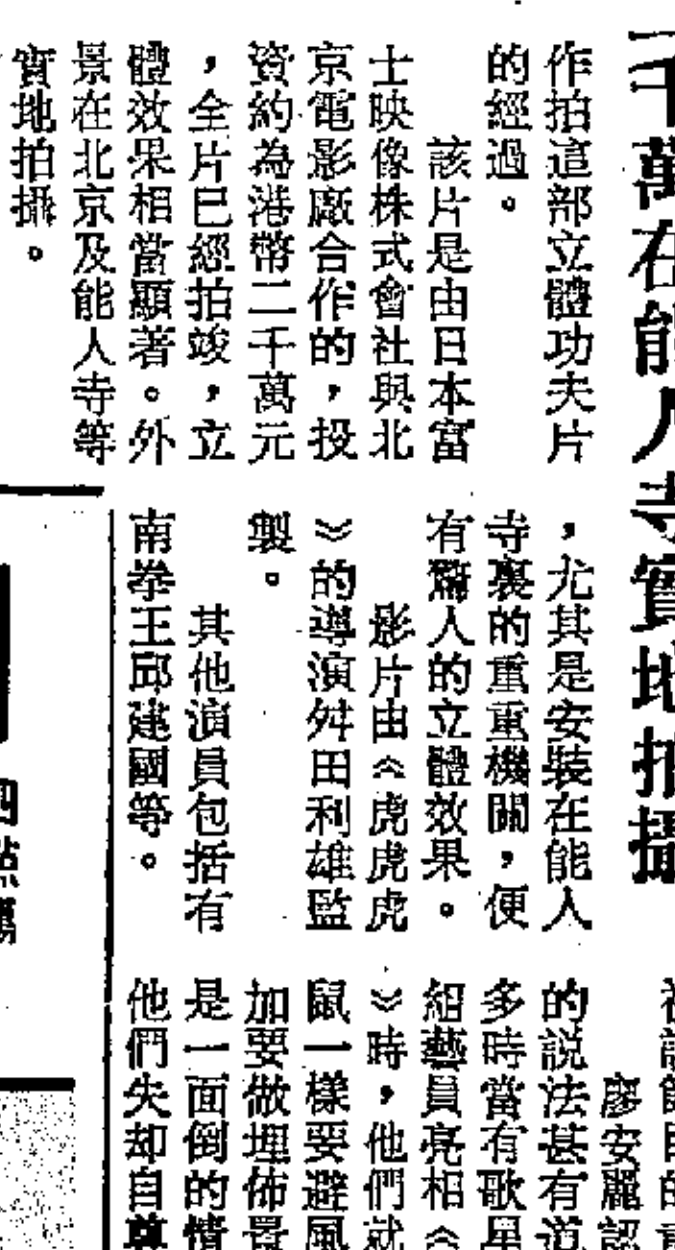 二千萬在能人寺實地拍攝
作拍這部立體功夫片
的經過。
該片是由日本富
士映像株式會社與北
京電影廠合作的,投
資約為港幣二千萬元
,全片已經拍竣,立
體效果相當顯著。外
景在北京及能人寺等
實地拍攝。
,尤其是安裝在能人
寺裏的重重機關,便
有驚人的立體效果。
影片由《虎虎虎
》的導演舛田利雄監
製。
其他演員包括有
南拳王邱建國等。
廖安麗認
的說法甚有道
多時當有歌星
紹藝員亮相《
》時,他們就
鼠一樣要避風
加要做埋佈景
是一面倒的情
他們失却自尊
四點